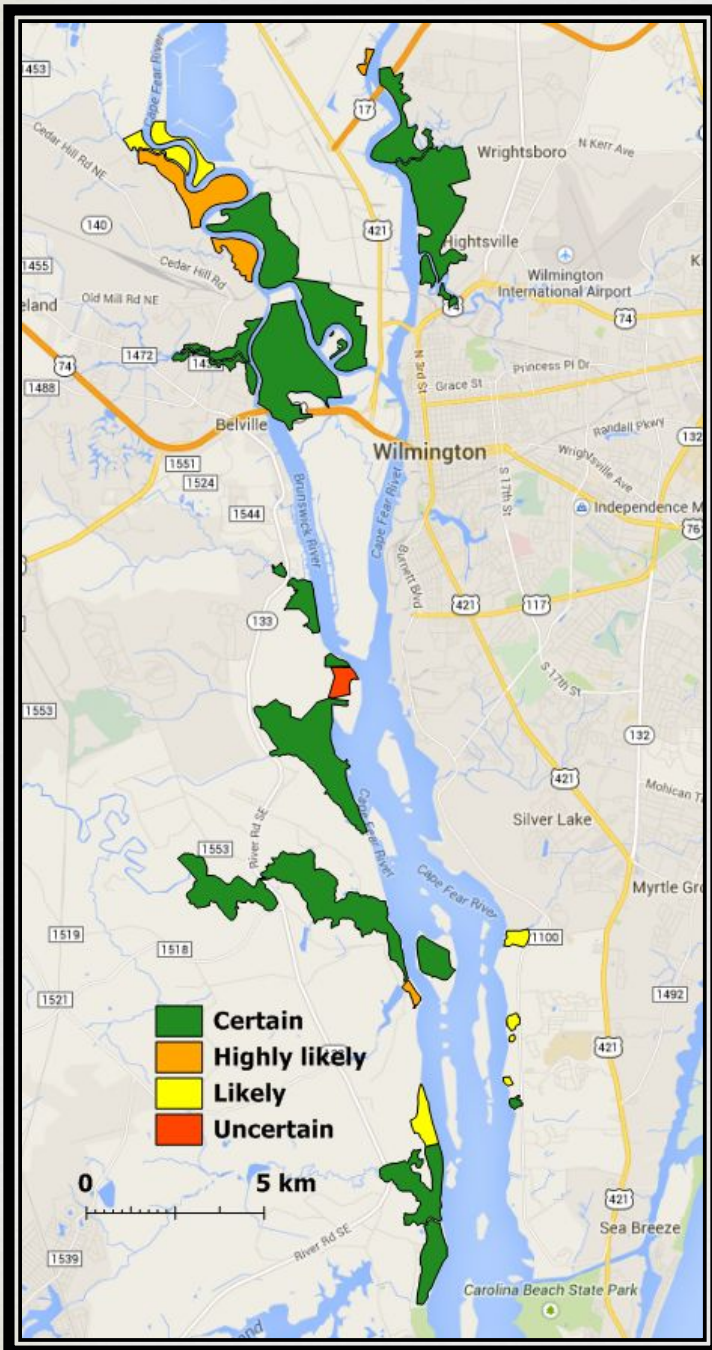 Cape Fear River
1453
17
Cedar Hill Rd NE
Wrightsboro
N Kerr Ave
140
421
Hightsville
1455
Cedar Hill Rd
Wilmington
International Airport
Old Mill Rd NE
74
74
1472
N 3rd St
Princess Pl Dr
74
1488
Grace St
Belville
Randall Pkwy
132
Wilmington
1551
Wrightsville Ave
1524
S 17th St
Brunswick River
Cape Fear River
1544
Independence M
76
Burnett Blvd
421
117
133
S 17th St
1553
132
421
Mohican T
Cape Fear River
Silver Lake
River Rd SE
1553
Cape Fear River
Myrtle Gro
1519
1518
1100
1521
1492
Certain
Highly likely
421
Likely
Uncertain
0 5 km
421
River Rd SE
Sea Breeze
1539
Carolina Beach State Park